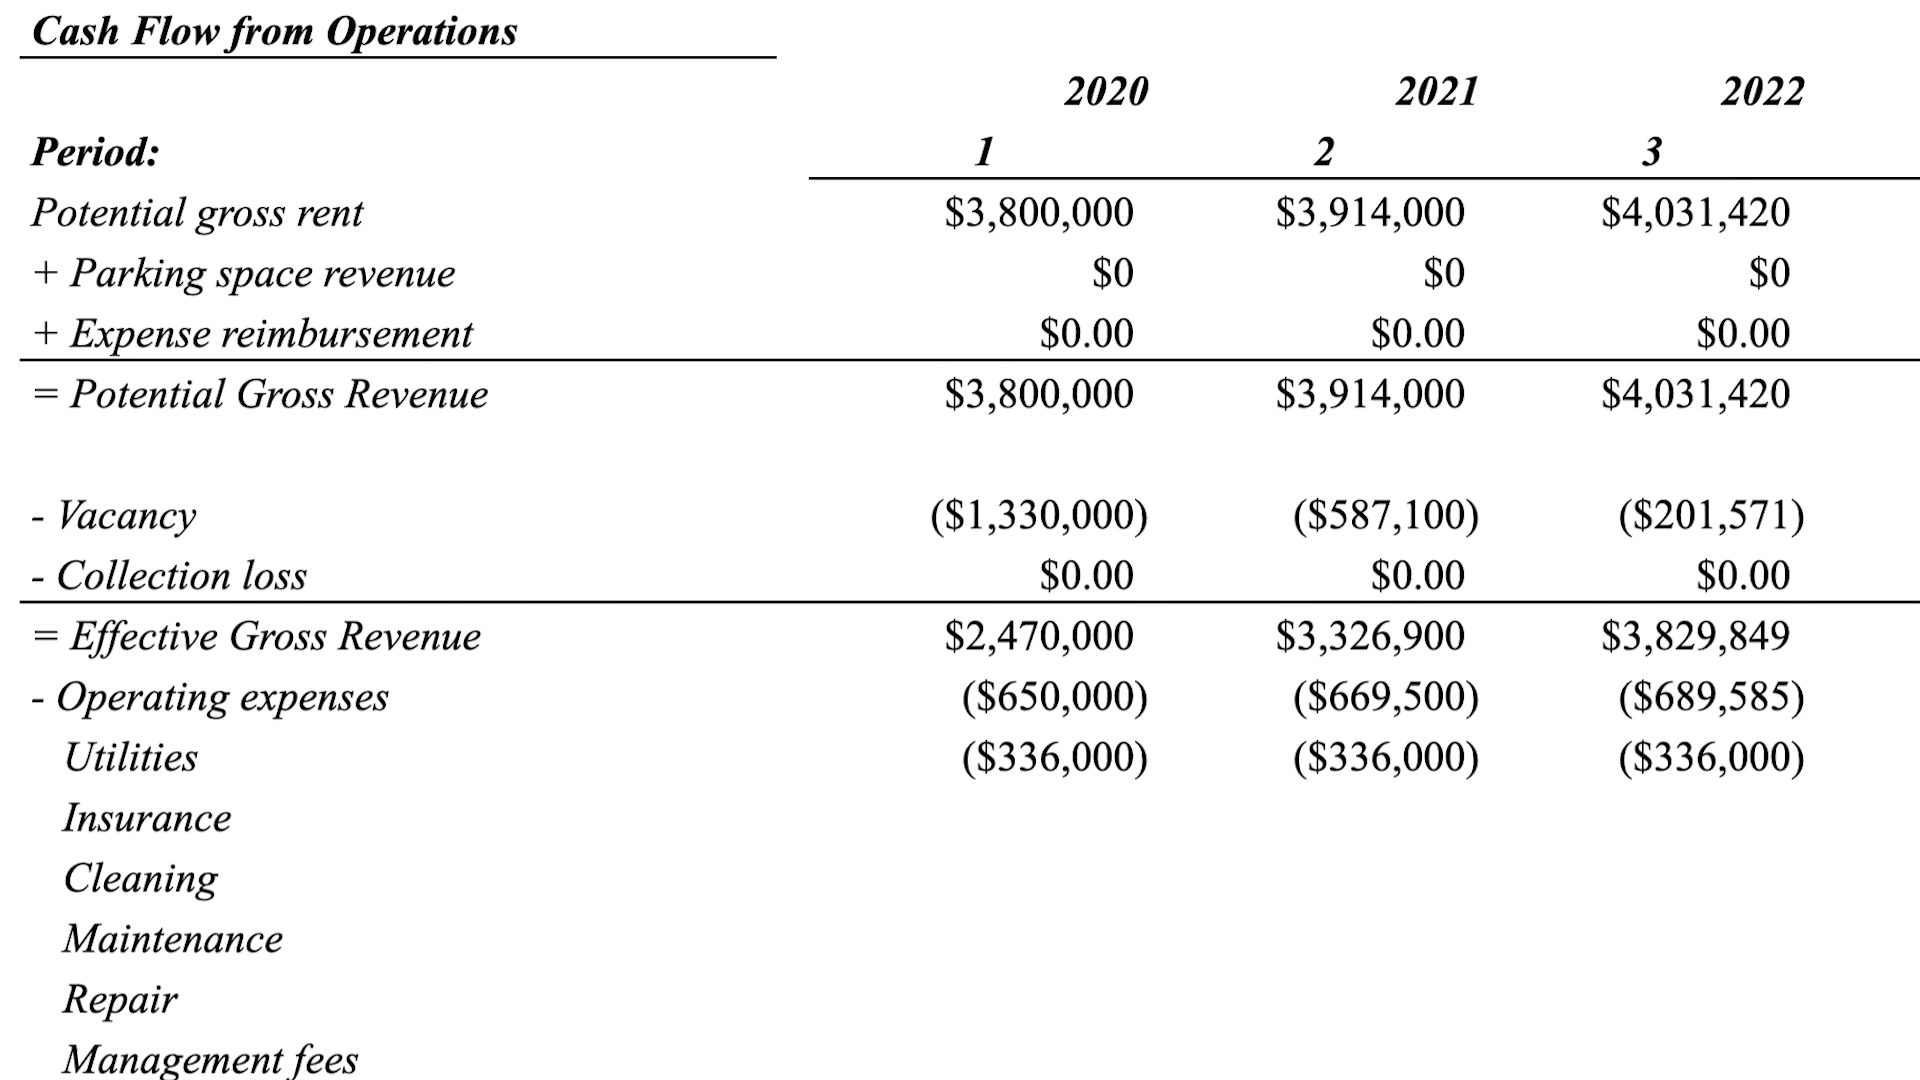 Cash Flow from Operations
2020 2021 2022
Period: 1 2 3
Potential gross rent $3,800,000 $3,914,000 $4,031,420
+ Parking space revenue $0 $0 $0
+ Expense reimbursement $0.00 $0.00 $0.00
= Potential Gross Revenue $3,800,000 $3,914,000 $4,031,420
- Vacancy ($1,330,000) ($587,100) ($201,571)
- Collection loss $0.00 $0.00 $0.00
= Effective Gross Revenue $2,470,000 $3,326,900 $3,829,849
- Operating expenses ($650,000) ($669,500) ($689,585)
Utilities ($336,000) ($336,000) ($336,000)
Insurance
Cleaning
Maintenance
Repair
Management fees